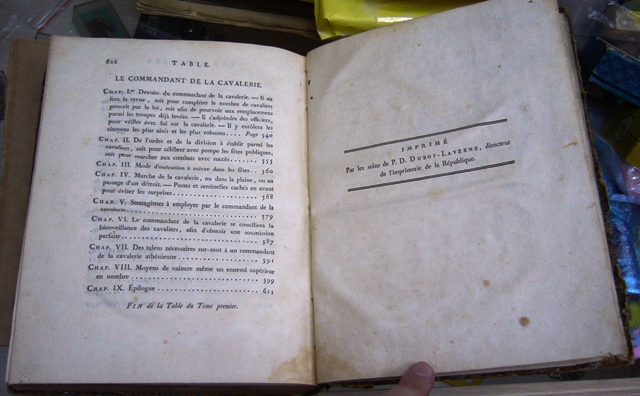 622 TABLE.
LE COMMANDANT DE LA CAVALERIE.
CHAP. Ier Devoirs du commandant de la cavalerie. — Il en
fera la revue, soit pour compléter le nombre de cavaliers
prescrit par la loi, soit afin de pourvoir aux remplacemens
parmi les troupes déjà levées. — Il s'adjoindra des officiers,
pour veiller avec lui sur la cavalerie. — Il y enrôlera les
citoyens les plus aisés et les plus robustes.... Page 540
CHAP. II. De l'ordre et de la division à établir parmi les
cavaliers, soit pour célébrer avec pompe les fêtes publiques,
soit pour marcher aux combats avec succès....... 555
CHAP. III. Mode d'exécution à suivre dans les fêtes.. 560
CHAP. IV. Marche de la cavalerie, ou dans la plaine, ou au
passage d'un détroit. — Postes et sentinelles cachés en avant
pour éviter les surprises.................... 568
CHAP. V. Stratagêmes à employer par le commandant de la
cavalerie............................ 579
CHAP. VI. Le commandant de la cavalerie se conciliera la
bienveillance des cavaliers, afin d'obtenir une soumission
parfaite............................. 587
CHAP. VII. Des talens nécessaires sur-tout à un commandant
de la cavalerie athénienne.................. 591
CHAP. VIII. Moyens de vaincre même un ennemi supérieur
en nombre........................... 599
CHAP. IX. Épilogue..................... 611
FIN de la Table du Tome premier.
IMPRIMÉ
Par les soins de P. D. DUBOY-LAVERNE, directeur
de l'imprimerie de la République.